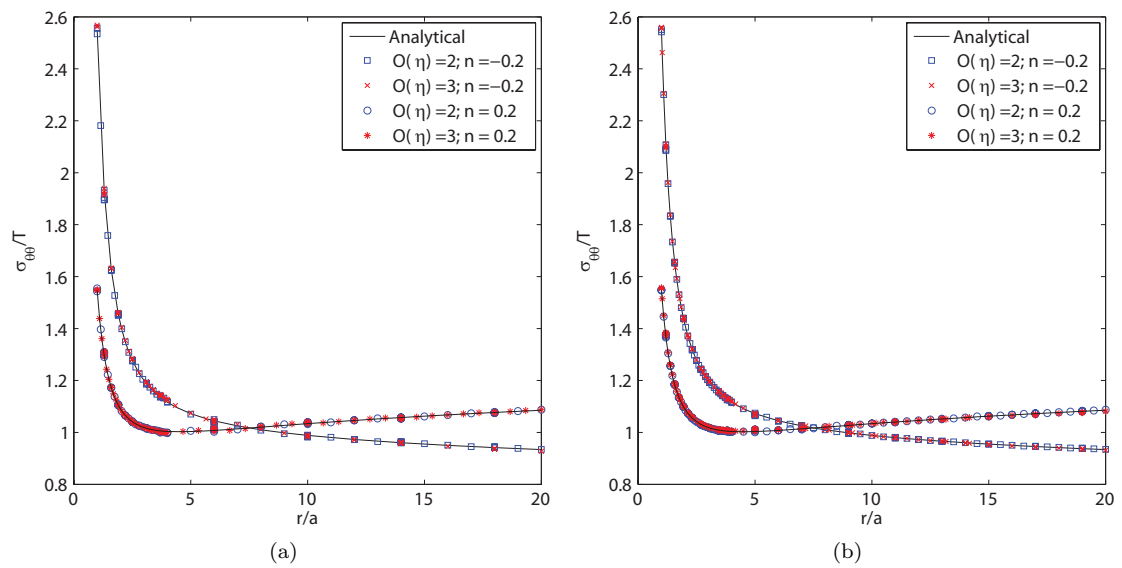 2.6
2.4
2.2
2
1.8
1.6
1.4
1.2
1
0.8
σθθ/T
0 5 10 15 20
r/a
Analytical
O( η) =2; n =−0.2
O( η) =3; n =−0.2
O( η) =2; n = 0.2
O( η) =3; n = 0.2
(a)
2.6
2.4
2.2
2
1.8
1.6
1.4
1.2
1
0.8
σθθ/T
0 5 10 15 20
r/a
Analytical
O( η) =2; n =−0.2
O( η) =3; n =−0.2
O( η) =2; n = 0.2
O( η) =3; n = 0.2
(b)